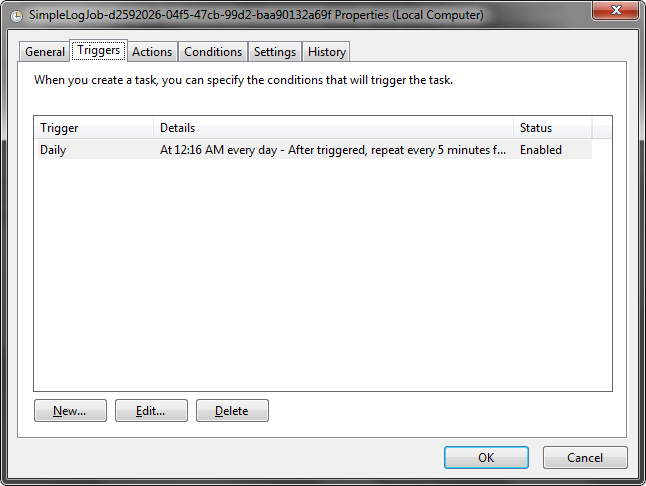 SimpleLogJob-d2592026-04f5-47cb-99d2-baa90132a69f Properties (Local Computer)
General Triggers Actions Conditions Settings History
When you create a task, you can specify the conditions that will trigger the task.
Trigger Details Status
Daily At 12:16 AM every day - After triggered, repeat every 5 minutes f... Enabled
New... Edit... Delete
OK Cancel